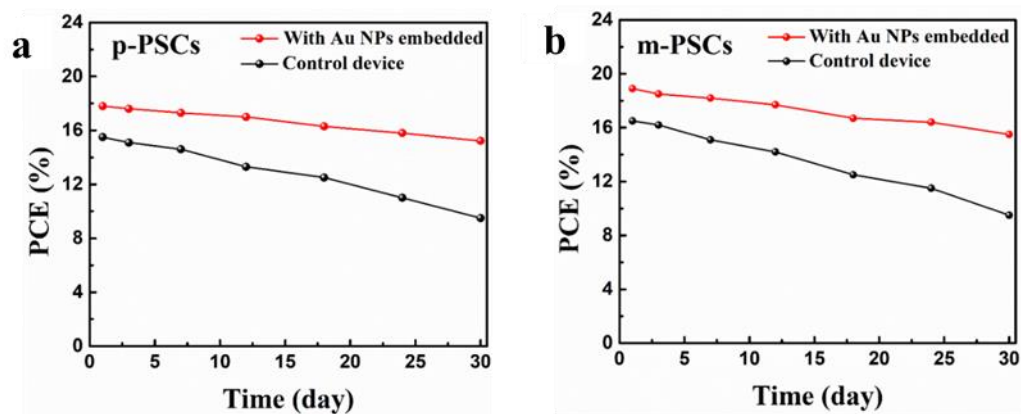 a
p-PSCs
With Au NPs embedded
Control device
PCE (%)
24
20
16
12
8
4
0
0 5 10 15 20 25 30
Time (day)
b
m-PSCs
With Au NPs embedded
Control device
PCE (%)
24
20
16
12
8
4
0
0 5 10 15 20 25 30
Time (day)